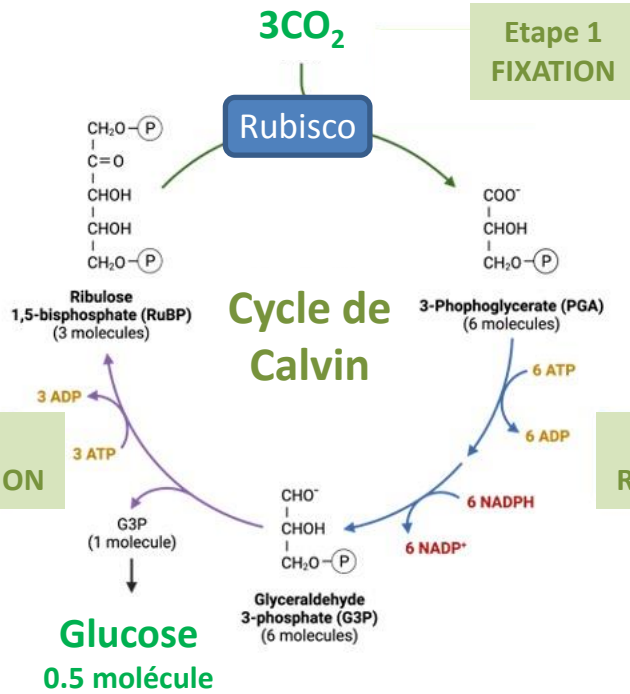 3CO₂
Etape 1
FIXATION
Rubisco
CH₂O-P
C=O
CHOH
CHOH
CH₂O-P
Ribulose
1,5-bisphosphate (RuBP)
(3 molecules)
COO⁻
CHOH
CH₂O-P
3-Phophoglycerate (PGA)
(6 molecules)
Cycle de
Calvin
6 ATP
6 ADP
3 ADP
3 ATP
ON
R
6 NADPH
6 NADP⁺
CHO⁻
CHOH
CH₂O-P
Glyceraldehyde
3-phosphate (G3P)
(6 molecules)
G3P
(1 molecule)
Glucose
0.5 molécule